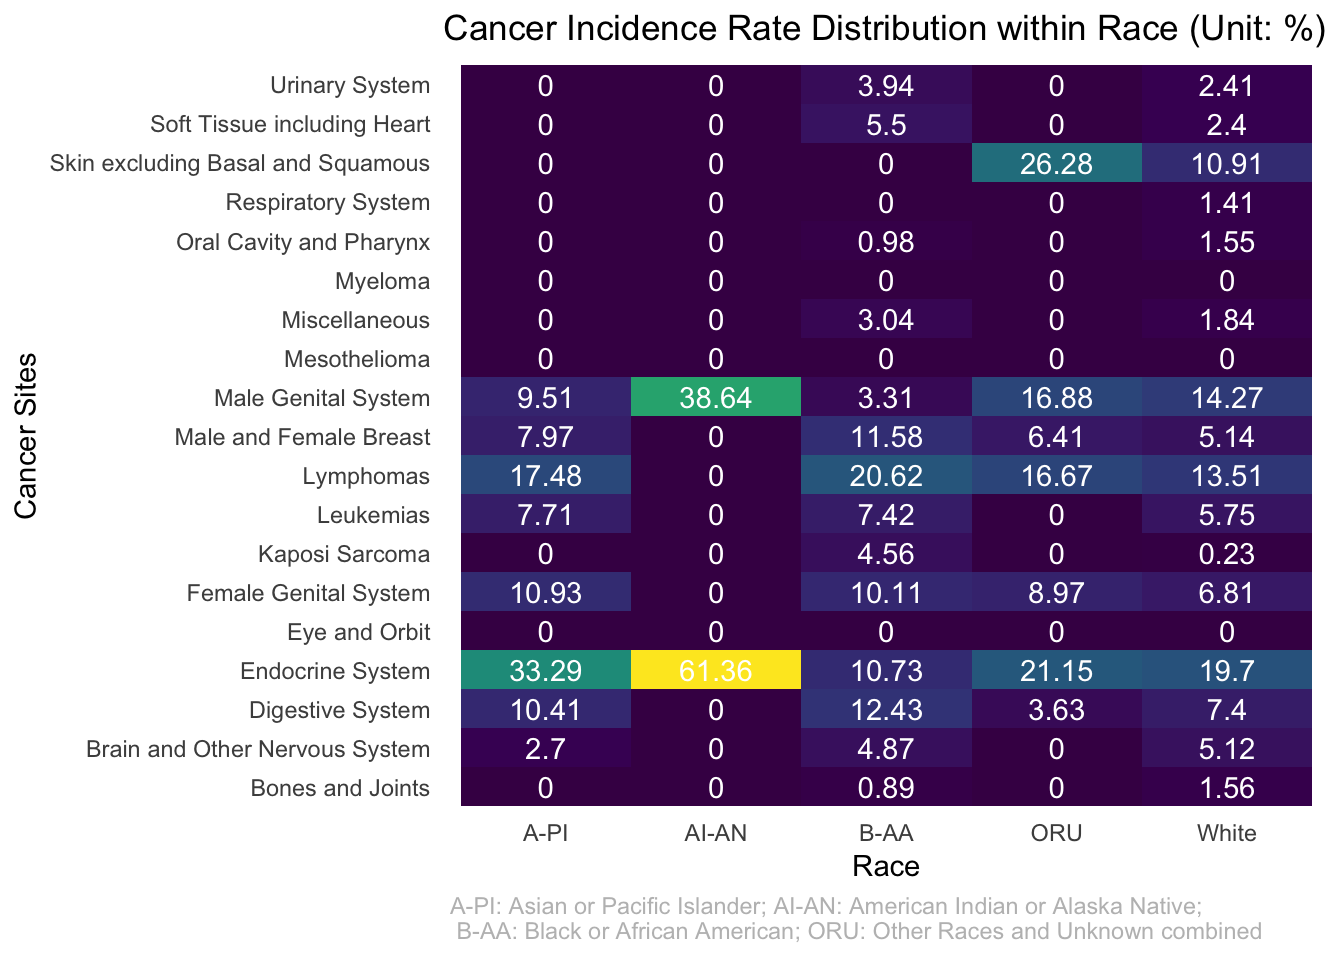 Cancer Incidence Rate Distribution within Race (Unit: %)
Cancer Sites
Urinary System 0 0 3.94 0 2.41
Soft Tissue including Heart 0 0 5.5 0 2.4
Skin excluding Basal and Squamous 0 0 0 26.28 10.91
Respiratory System 0 0 0 0 1.41
Oral Cavity and Pharynx 0 0 0.98 0 1.55
Myeloma 0 0 0 0 0
Miscellaneous 0 0 3.04 0 1.84
Mesothelioma 0 0 0 0 0
Male Genital System 9.51 38.64 3.31 16.88 14.27
Male and Female Breast 7.97 0 11.58 6.41 5.14
Lymphomas 17.48 0 20.62 16.67 13.51
Leukemias 7.71 0 7.42 0 5.75
Kaposi Sarcoma 0 0 4.56 0 0.23
Female Genital System 10.93 0 10.11 8.97 6.81
Eye and Orbit 0 0 0 0 0
Endocrine System 33.29 61.36 10.73 21.15 19.7
Digestive System 10.41 0 12.43 3.63 7.4
Brain and Other Nervous System 2.7 0 4.87 0 5.12
Bones and Joints 0 0 0.89 0 1.56
A-PI AI-AN B-AA ORU White
Race
A-PI: Asian or Pacific Islander; AI-AN: American Indian or Alaska Native;
B-AA: Black or African American; ORU: Other Races and Unknown combined